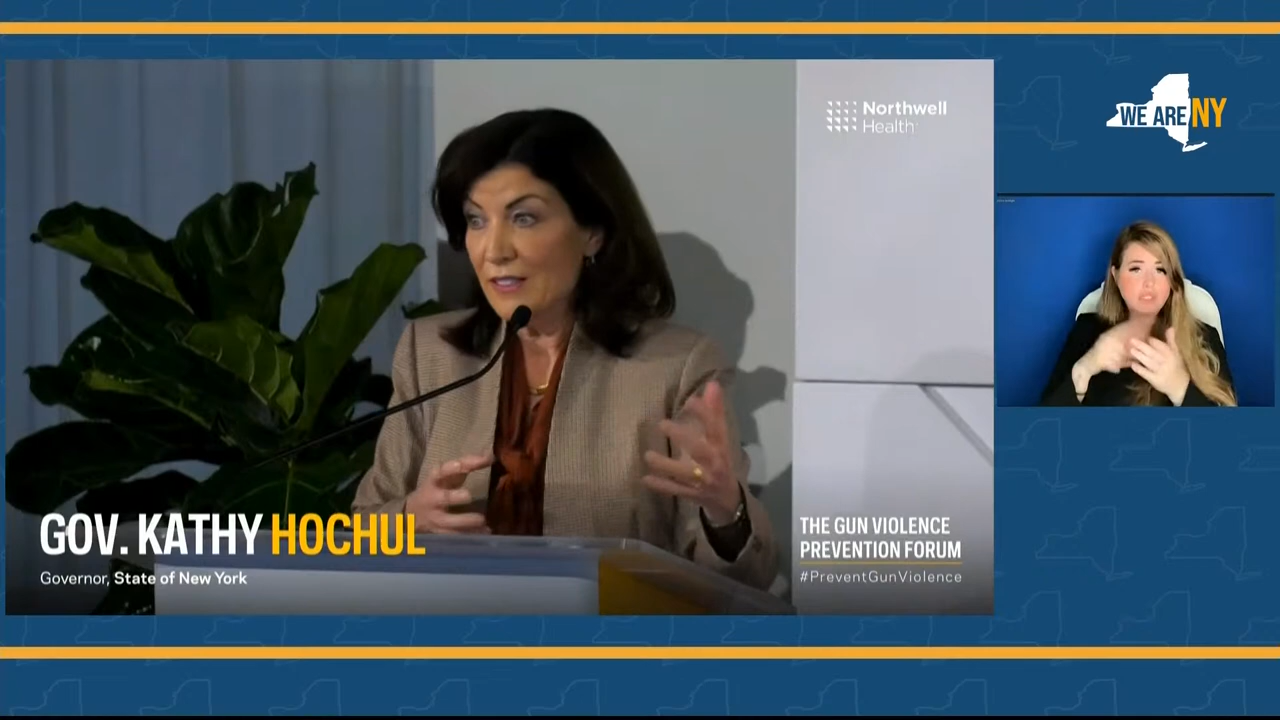 Northwell
Health
WE ARE NY
GOV. KATHY HOCHUL
Governor, State of New York
THE GUN VIOLENCE
PREVENTION FORUM
#PreventGunViolence